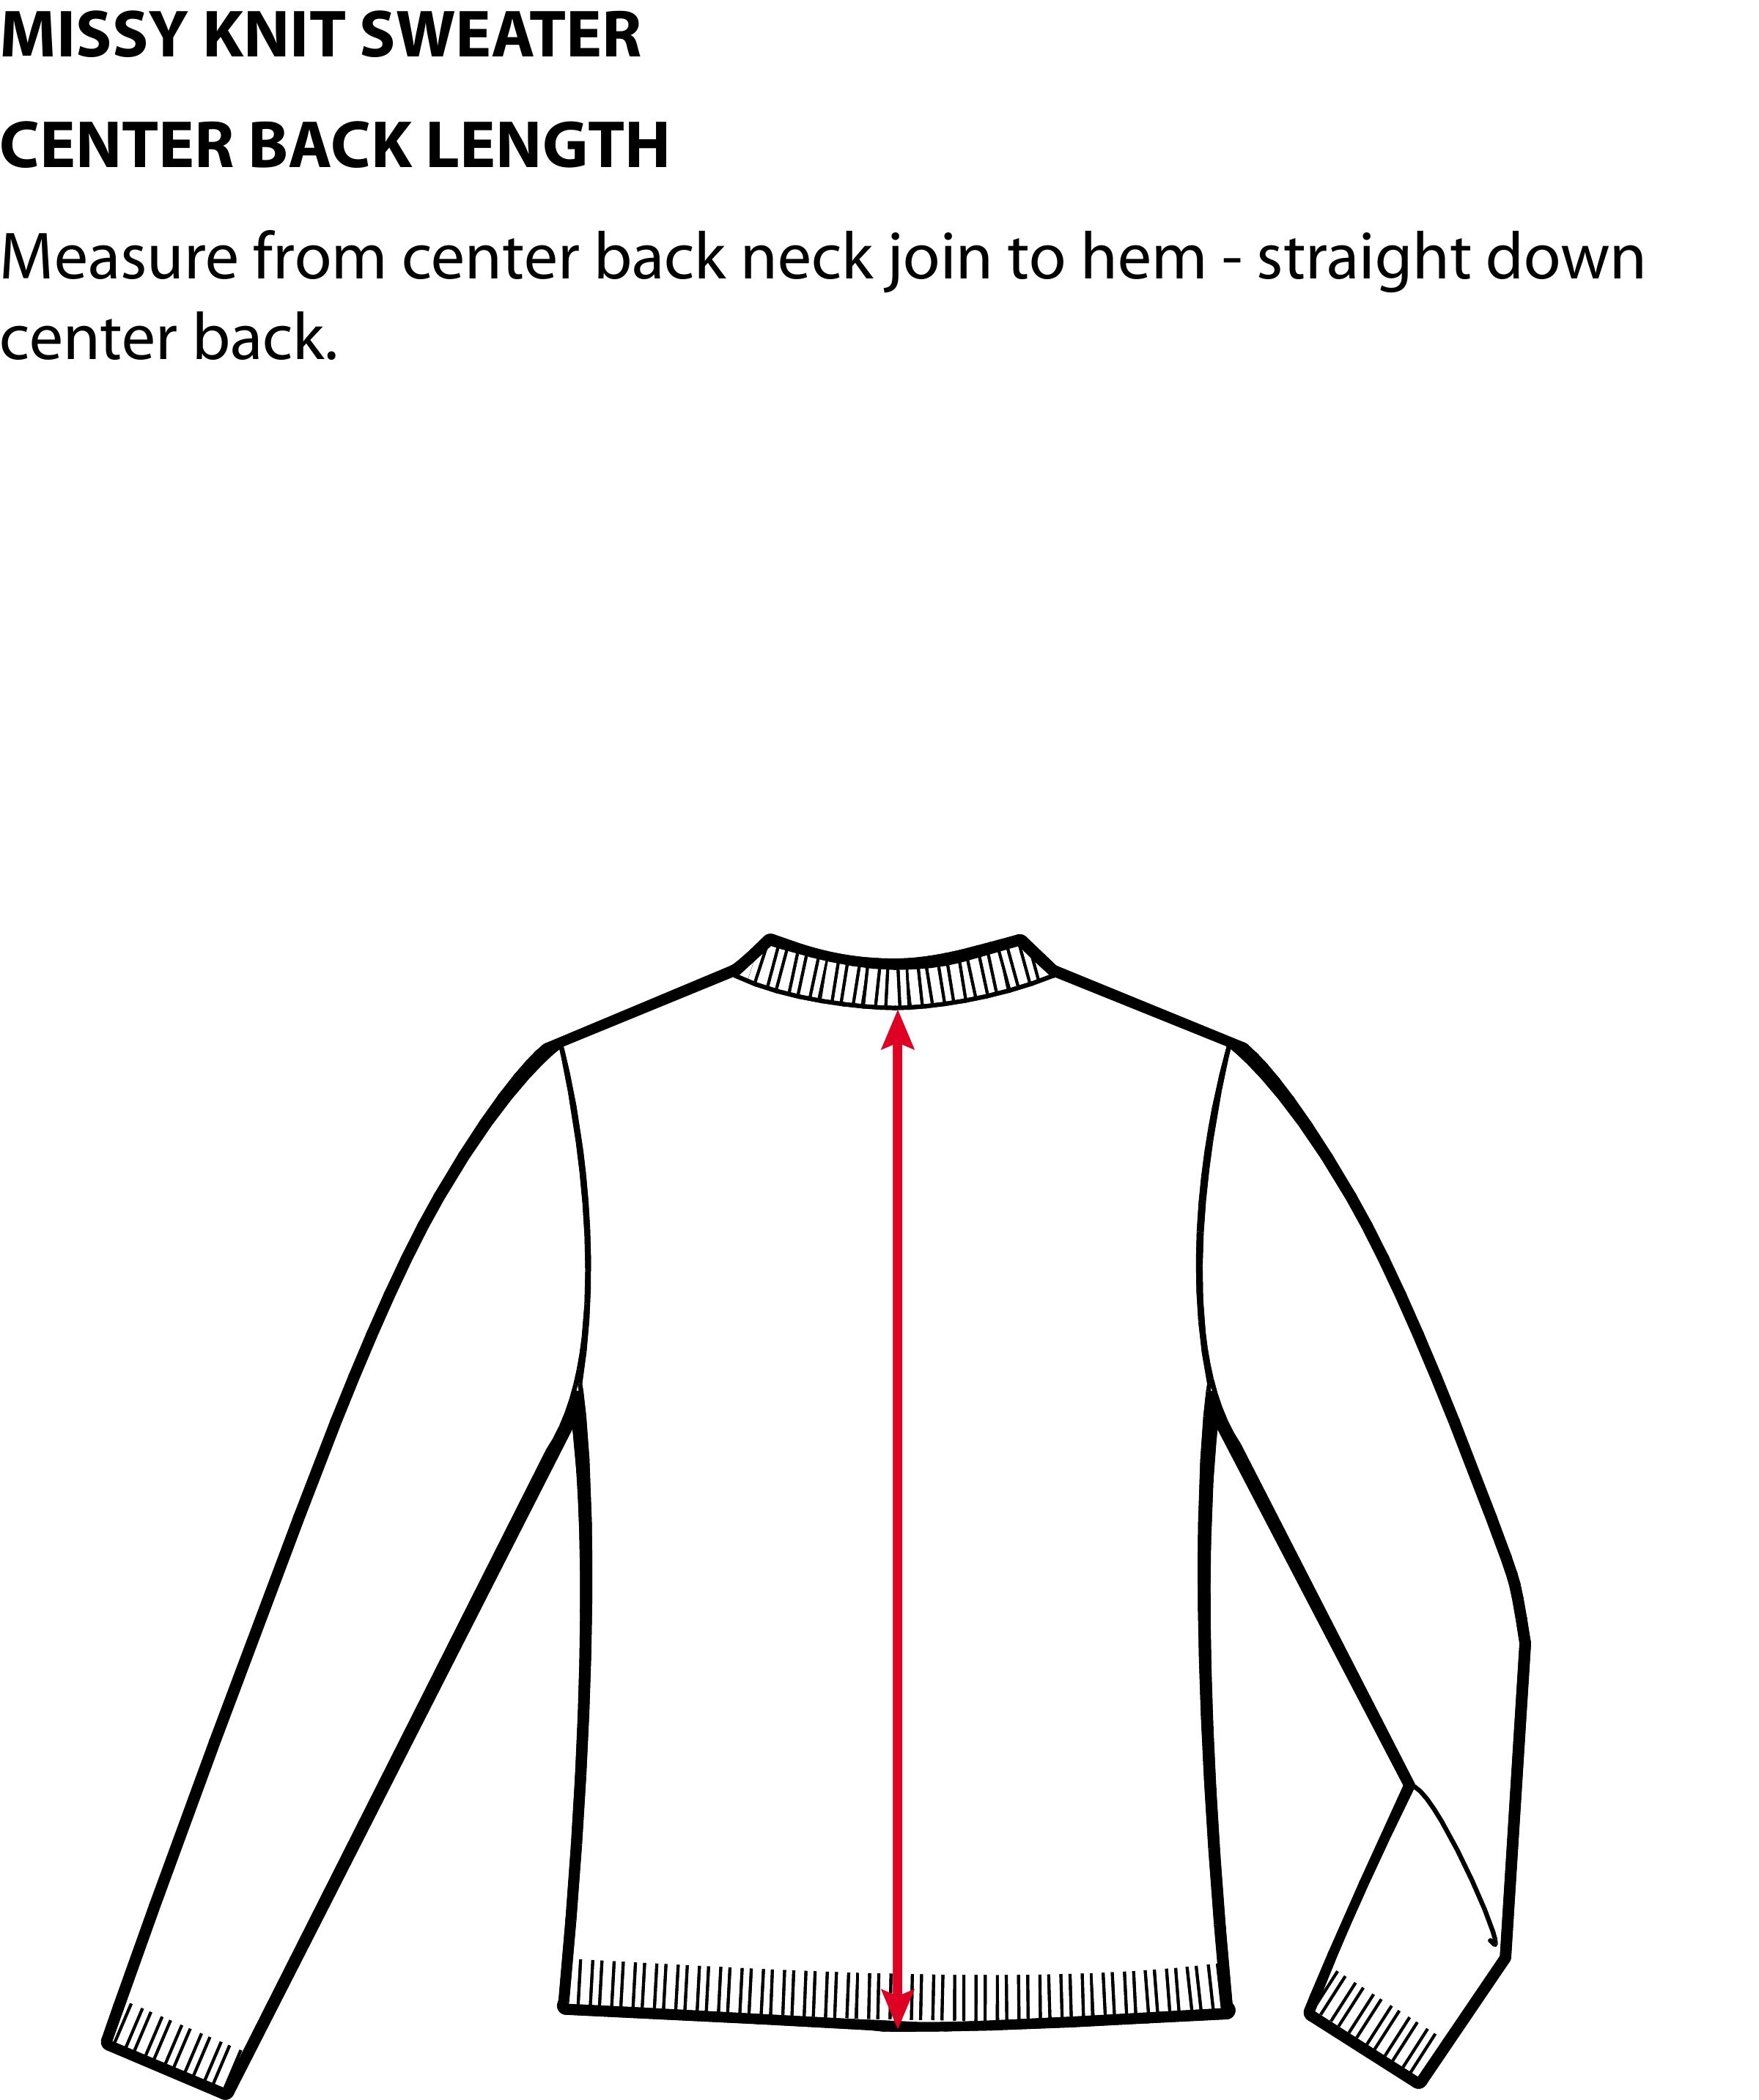 MISSY KNIT SWEATER
CENTER BACK LENGTH
Measure from center back neck join to hem - straight down
center back.